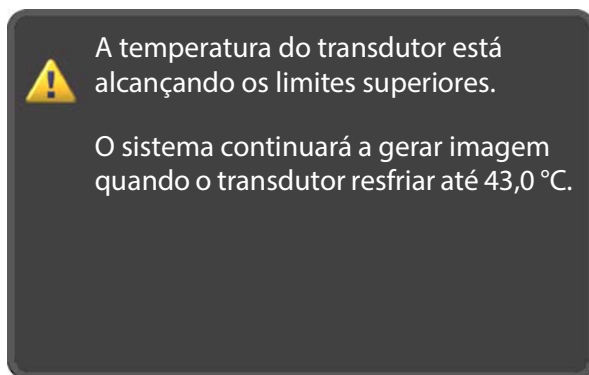 A temperatura do transdutor está
alcançando os limites superiores.
O sistema continuará a gerar imagem
quando o transdutor resfriar até 43,0 °C.